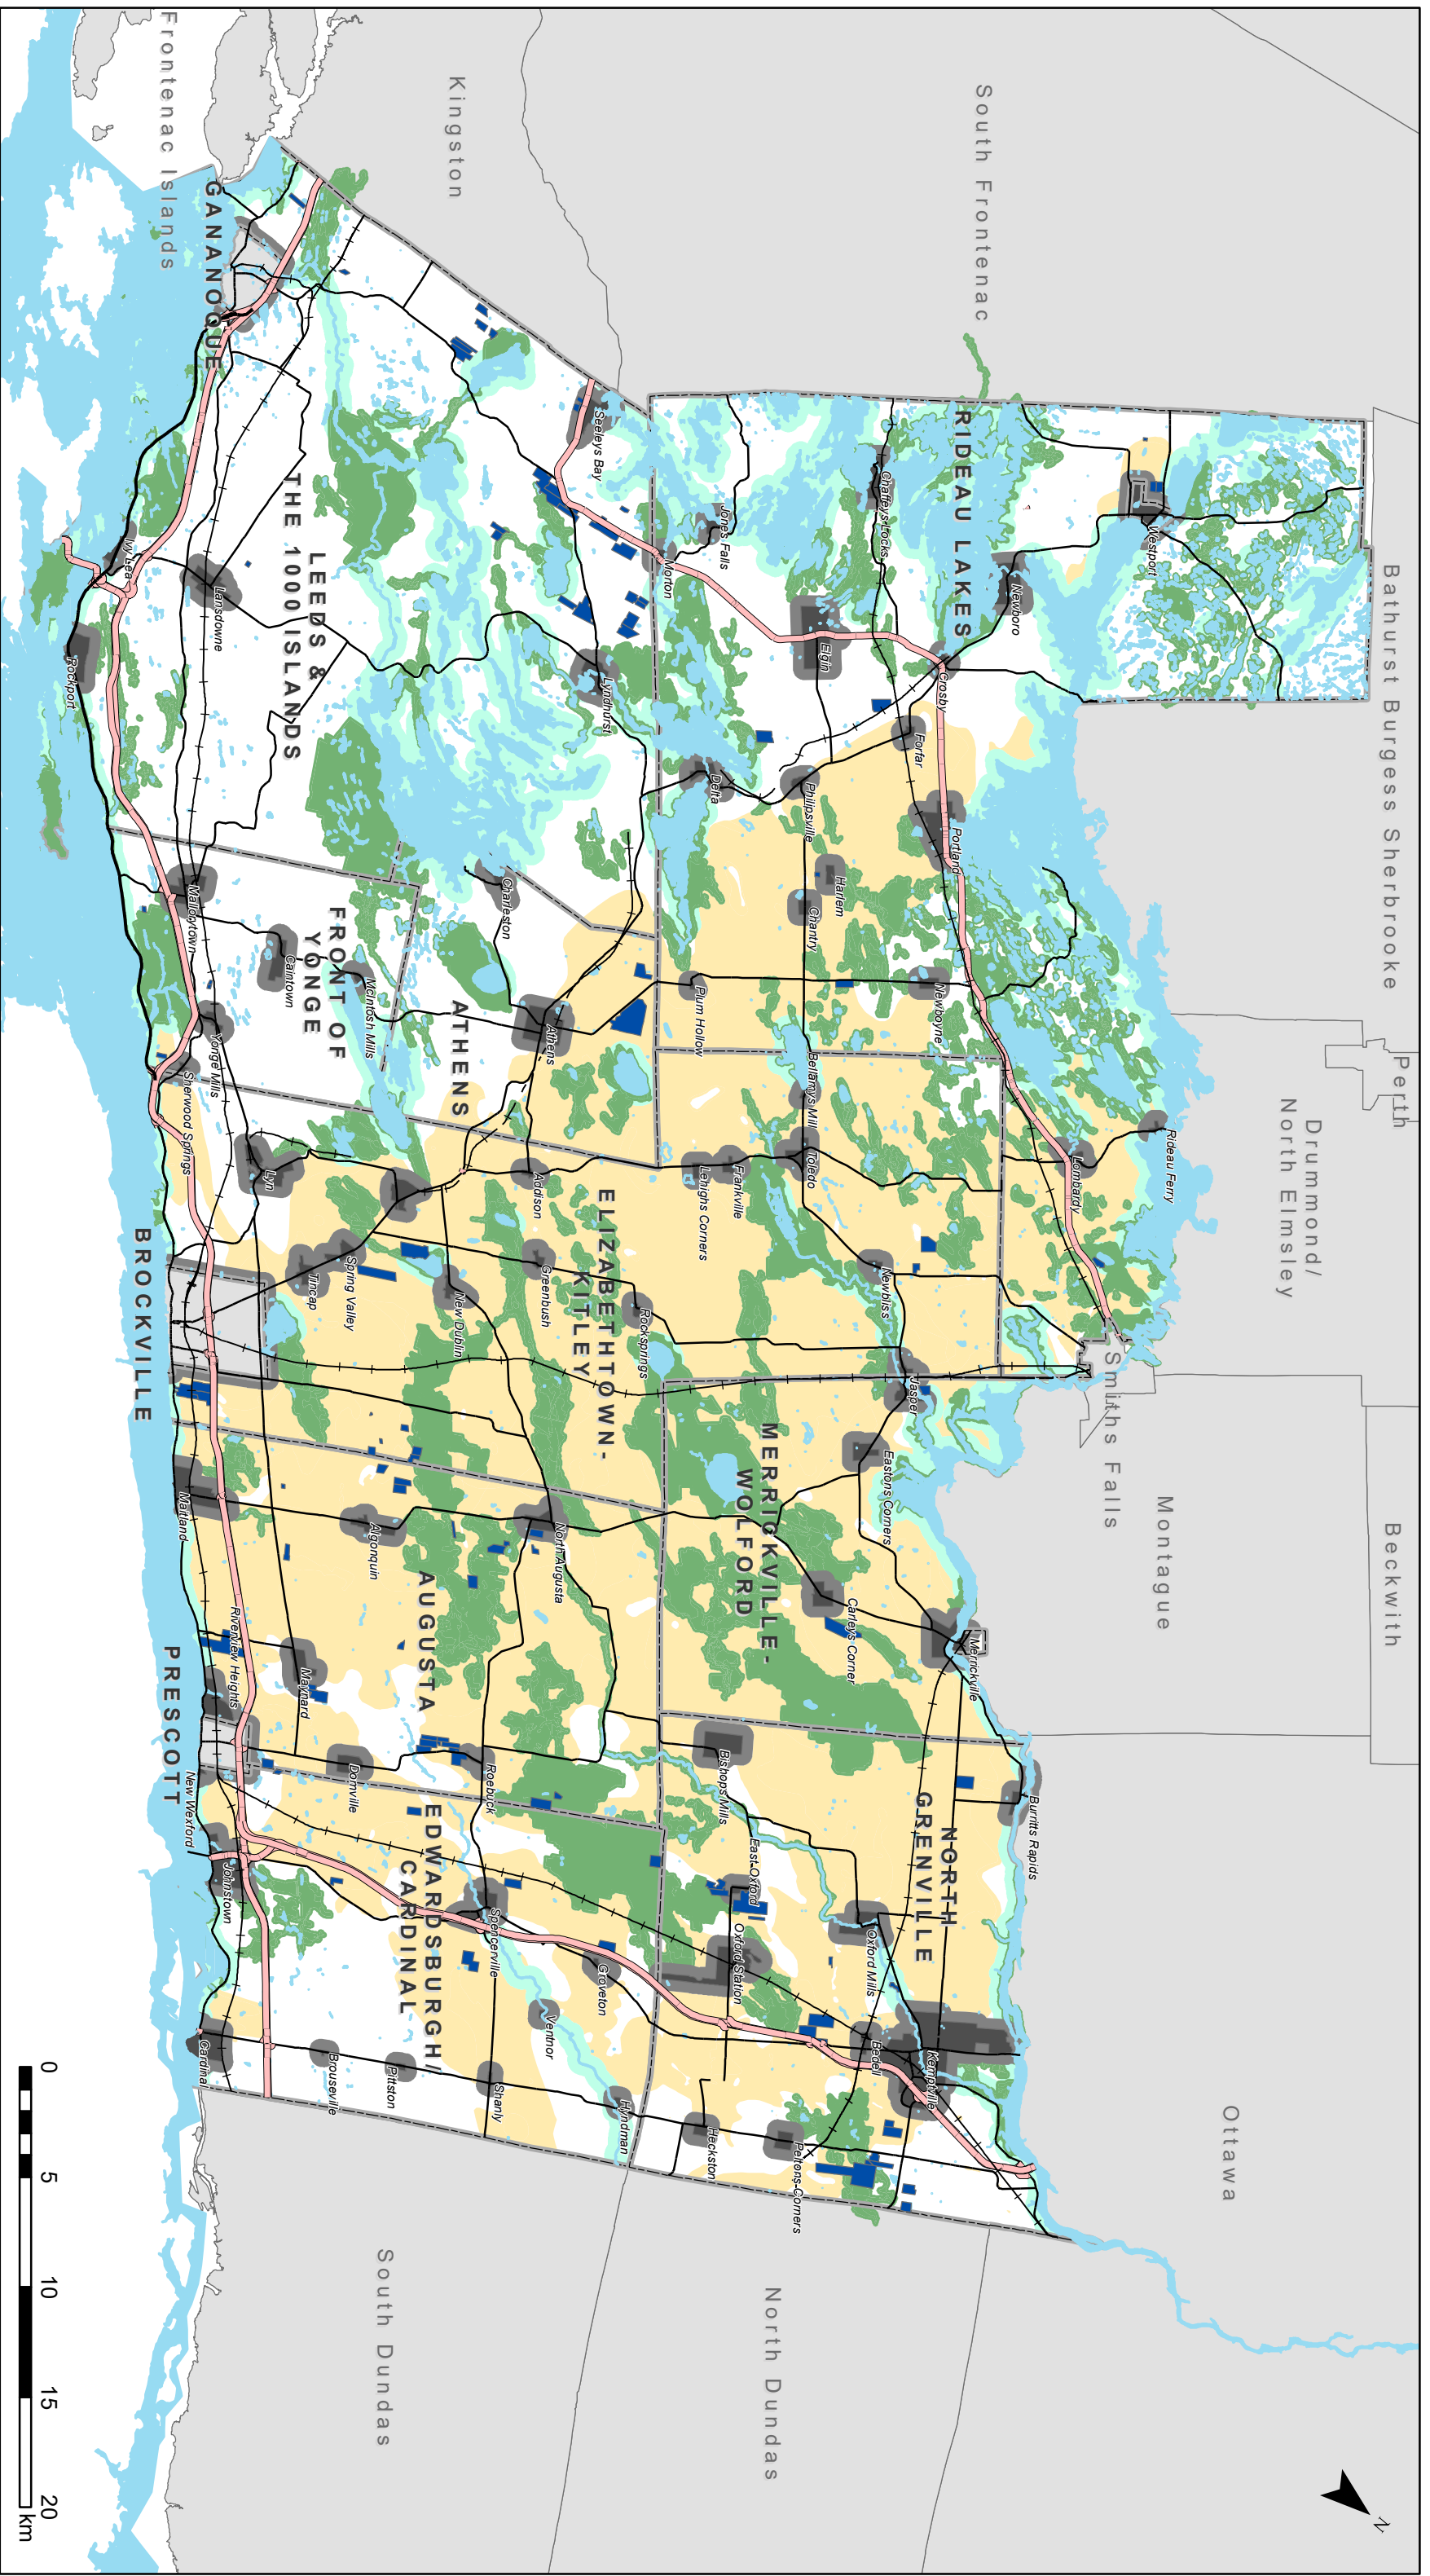 Bathurst Burgess Sherbrooke
Perth
Drummond/
North Elmsley
Beckwith
Montague
Smiths Falls
Ottawa
N
South Frontenac
Kingston
Frontenac Islands
North Dundas
South Dundas
RIDEAU LAKES
Westport
Newboro
Chaffeys Locks
Crosby
Elgin
Jones Falls
Morton
Forfar
Philipsville
Delta
Portland
Harlem
Chantry
Newboyne
Plum Hollow
Rideau Ferry
Lombardy
GANANOQUE
LEEDS &
THE 1000 ISLANDS
Seeleys Bay
Lyndhurst
Lansdowne
Ivy Lea
Rockport
FRONT OF
YONGE
Mallorytown
Caintown
McIntosh Mills
Yonge Mills
Sherwood Springs
ATHENS
Charleston
Athens
ELIZABETHTOWN-
KITLEY
Bellamys Mill
Toledo
Frankville
Lehighs Corners
Addison
Newbliss
Greenbush
Rocksprings
New Dublin
Spring Valley
Tincap
Lyn
Jasper
BROCKVILLE
MERRICKVILLE-
WOLFORD
Eastons Corners
Carleys Corner
Merrickville
AUGUSTA
North Augusta
Algonquin
Maitland
Maynard
Riverview Heights
Domville
Roebuck
PRESCOTT
EDWARDSBURGH/
CARDINAL
New Wexford
Johnstown
Spencerville
Groveton
Ventnor
Cardinal
Brouseville
Pittston
Shanly
Hyndman
NORTH
GRENVILLE
Burritts Rapids
Bishops Mills
East Oxford
Oxford Station
Oxford Mills
Bedell
Kemptville
Heckston
Peltons Corners
0 5 10 15 20
km